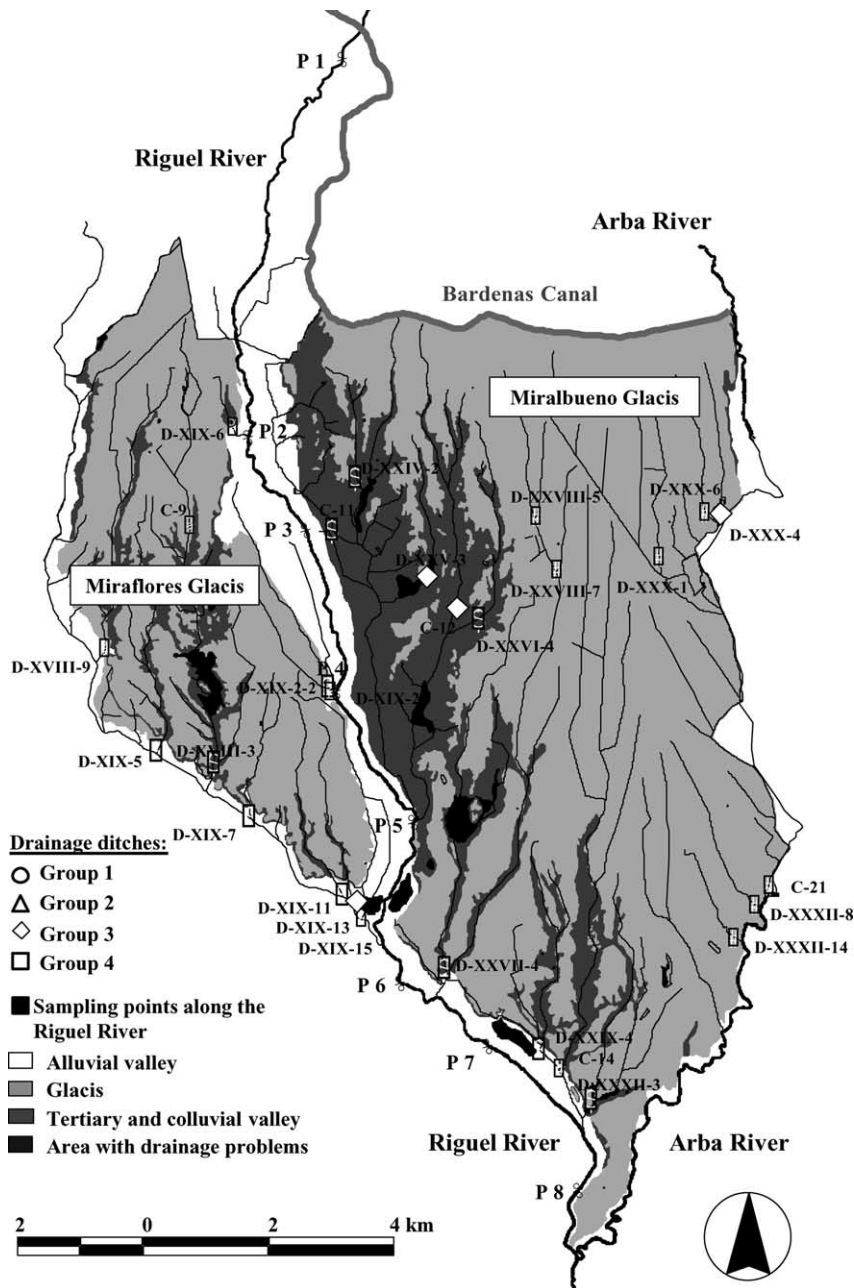 P 1
Riguel River
Arba River
Bardenas Canal
Miralbueno Glacis
D-XIX-6
P 2
D-XXIV-2
D-XXVIII-5
D-XXX-6
C-9
P 3
C-11
D-XXX-4
D-XXV-3
Miraflores Glacis
D-XXVIII-7
D-XXX-1
C-12
D-XXVI-4
D-XVIII-9
P 4
D-XIX-2-2
D-XIX-2
D-XIX-5
D-XVIII-3
D-XIX-7
P 5
Drainage ditches:
Group 1
Group 2
Group 3
Group 4
C-21
D-XIX-11
D-XXXII-8
D-XIX-13
D-XIX-15
D-XXXII-14
D-XXVII-4
P 6
Sampling points along the
Riguel River
D-XXIX-4
P 7
C-14
Alluvial valley
Glacis
D-XXXII-3
Tertiary and colluvial valley
Area with drainage problems
Riguel River
Arba River
P 8
2 0 2 4 km